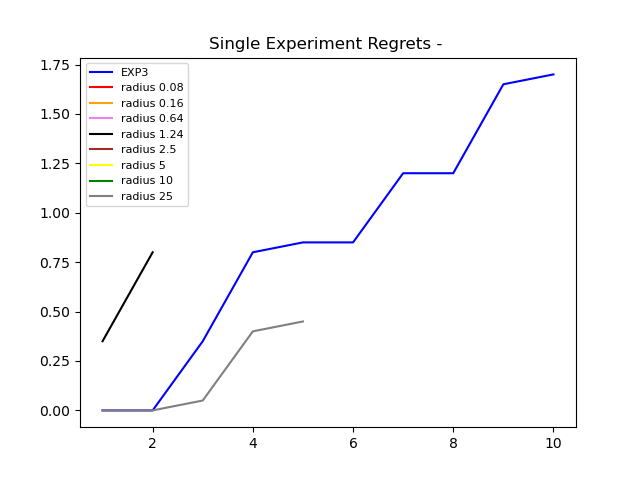 Single Experiment Regrets -
1.75
1.50
1.25
1.00
0.75
0.50
0.25
0.00
EXP3
radius 0.08
radius 0.16
radius 0.64
radius 1.24
radius 2.5
radius 5
radius 10
radius 25
2 4 6 8 10